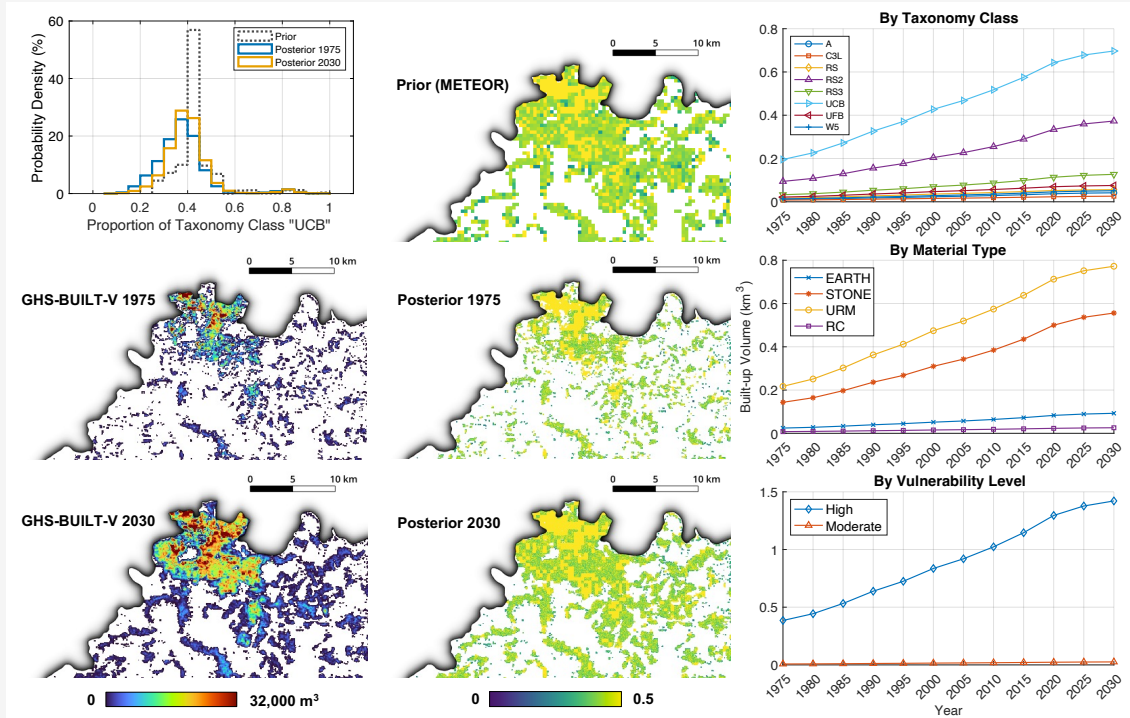 60
40
20
0
Probability Density (%)
Prior
Posterior 1975
Posterior 2030
0 0.2 0.4 0.6 0.8 1
Proportion of Taxonomy Class "UCB"
0 5 10 km
Prior (METEOR)
By Taxonomy Class
0.8
0.6
0.4
0.2
0
A
C3L
RS
RS2
RS3
UCB
UFB
W5
1975 1980 1985 1990 1995 2000 2005 2010 2015 2020 2025 2030
0 5 10 km
GHS-BUILT-V 1975
0 5 10 km
Posterior 1975
By Material Type
Built-up Volume (km³)
0.8
0.6
0.4
0.2
0
EARTH
STONE
URM
RC
1975 1980 1985 1990 1995 2000 2005 2010 2015 2020 2025 2030
0 5 10 km
GHS-BUILT-V 2030
0 32,000 m³
0 5 10 km
Posterior 2030
0 0.5
By Vulnerability Level
1.5
1
0.5
0
High
Moderate
1975 1980 1985 1990 1995 2000 2005 2010 2015 2020 2025 2030
Year